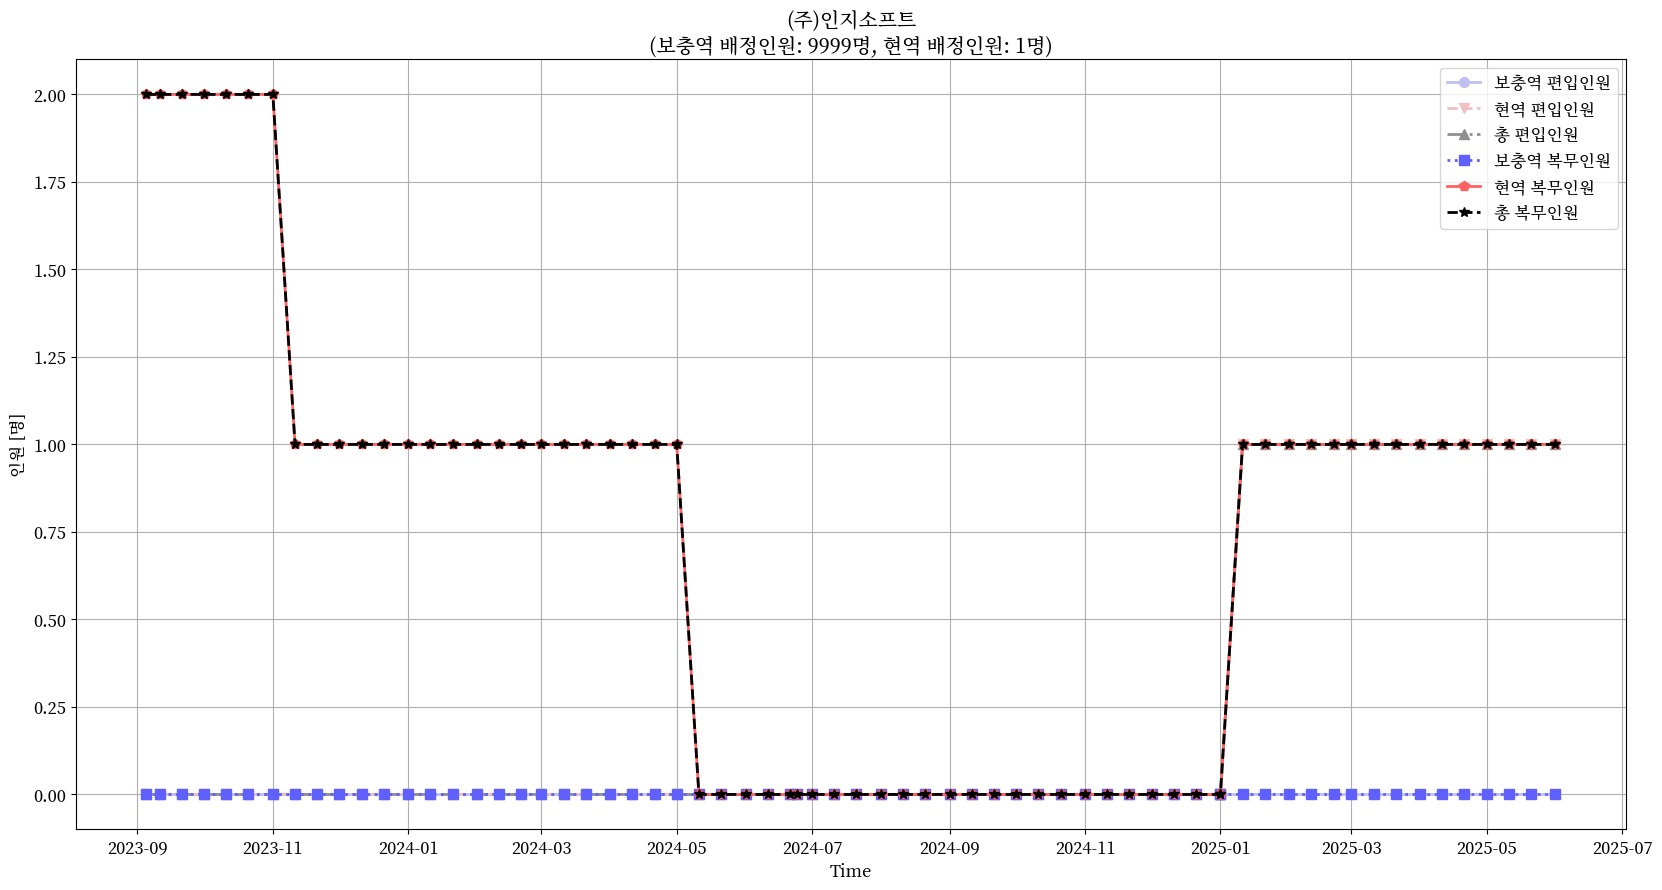 (주)인지소프트
(보충역 배정인원: 9999명, 현역 배정인원: 1명)
보충역 편입인원
현역 편입인원
총 편입인원
보충역 복무인원
현역 복무인원
총 복무인원
인원 [명]
2.00
1.75
1.50
1.25
1.00
0.75
0.50
0.25
0.00
2023-09
2023-11
2024-01
2024-03
2024-05
2024-07
2024-09
2024-11
2025-01
2025-03
2025-05
2025-07
Time